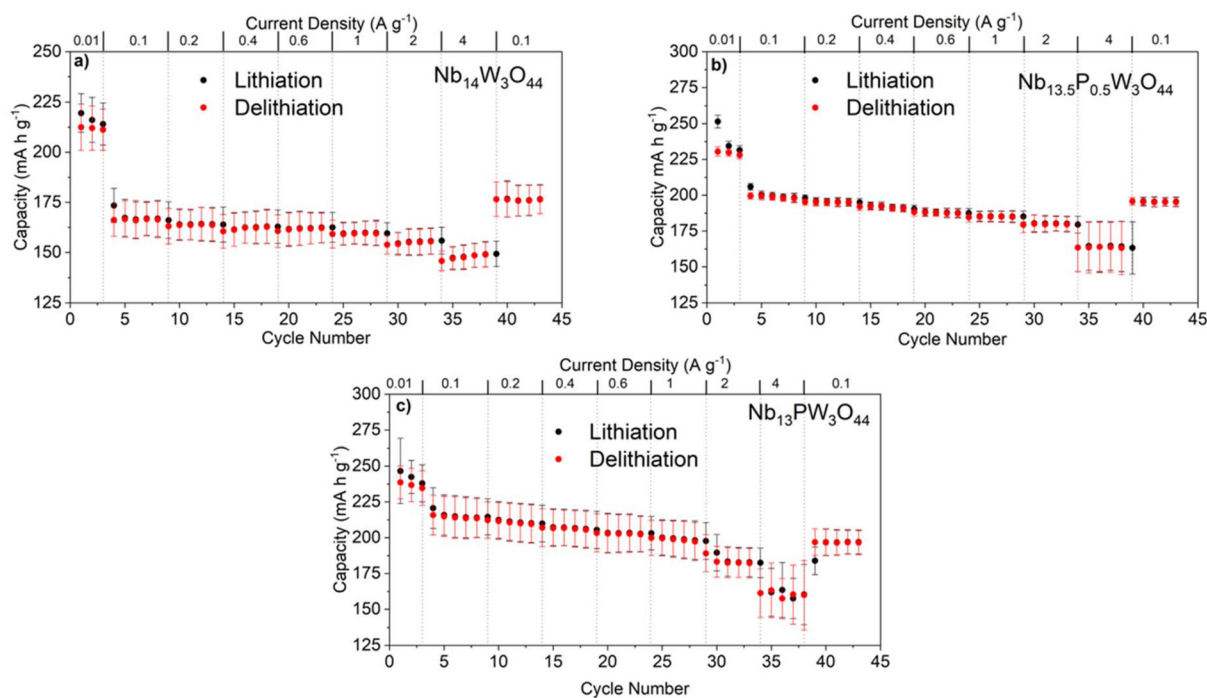 Current Density (A g⁻¹)
0.01 0.1 0.2 0.4 0.6 1 2 4 0.1
250
225
200
175
150
125
a)
Nb₁₄W₃O₄₄
Lithiation
Delithiation
Capacity (mA h g⁻¹)
0 5 10 15 20 25 30 35 40 45
Cycle Number
Current Density (A g⁻¹)
0.01 0.1 0.2 0.4 0.6 1 2 4 0.1
300
275
250
225
200
175
150
125
b)
Nb₁₃.₅P₀.₅W₃O₄₄
Lithiation
Delithiation
Capacity mA h g⁻¹)
0 5 10 15 20 25 30 35 40 45
Cycle Number
Current Density (A g⁻¹)
0.01 0.1 0.2 0.4 0.6 1 2 4 0.1
300
275
250
225
200
175
150
125
c)
Nb₁₃PW₃O₄₄
Lithiation
Delithiation
Capacity (mA h g⁻¹)
0 5 10 15 20 25 30 35 40 45
Cycle Number